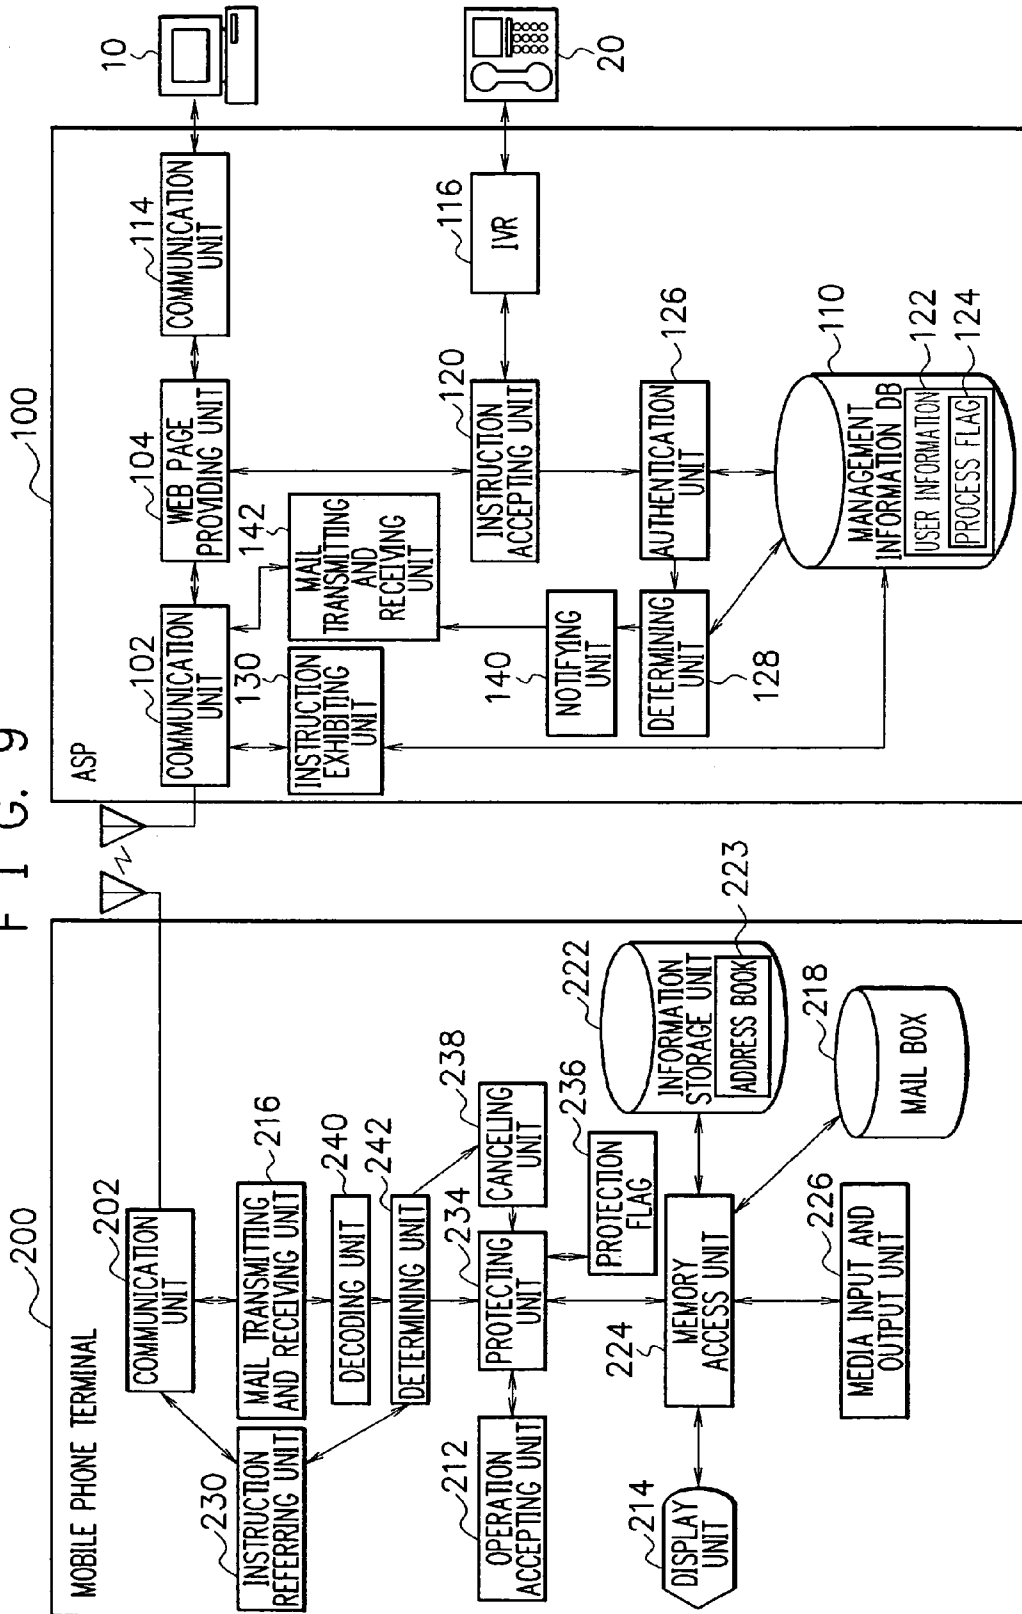 F I G. 9
200
MOBILE PHONE TERMINAL
202
COMMUNICATION
UNIT
230
INSTRUCTION
REFERRING UNIT
216
MAIL TRANSMITTING
AND RECEIVING UNIT
240
DECODING UNIT
242
DETERMINING UNIT
212
OPERATION
ACCEPTING UNIT
234
PROTECTING
UNIT
238
CANCELING
UNIT
236
PROTECTION
FLAG
214
DISPLAY
UNIT
224
MEMORY
ACCESS UNIT
222
INFORMATION
STORAGE UNIT
223
ADDRESS BOOK
218
MAIL BOX
226
MEDIA INPUT AND
OUTPUT UNIT
100
ASP
102
COMMUNICATION
UNIT
104
WEB PAGE
PROVIDING UNIT
114
COMMUNICATION
UNIT
10
130
INSTRUCTION
EXHIBITING
UNIT
142
MAIL
TRANSMITTING
AND
RECEIVING
UNIT
120
INSTRUCTION
ACCEPTING UNIT
116
IVR
20
140
NOTIFYING
UNIT
128
DETERMINING
UNIT
126
AUTHENTICATION
UNIT
110
MANAGEMENT
INFORMATION DB
122
USER INFORMATION
124
PROCESS FLAG